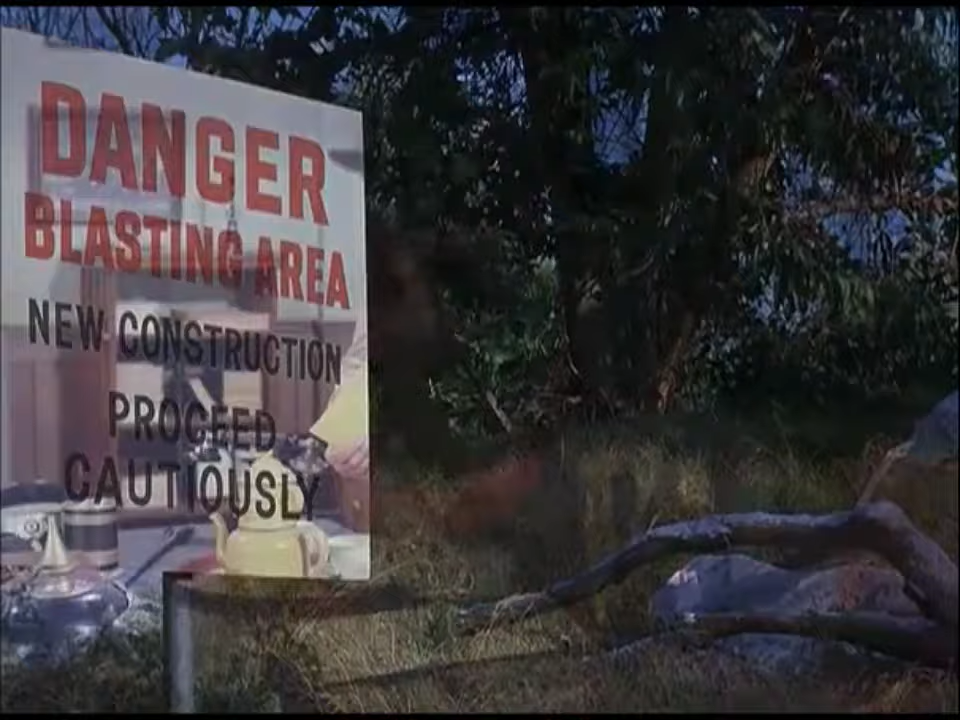 DANGER
BLASTING AREA
NEW CONSTRUCTION
PROCEED
CAUTIOUSLY